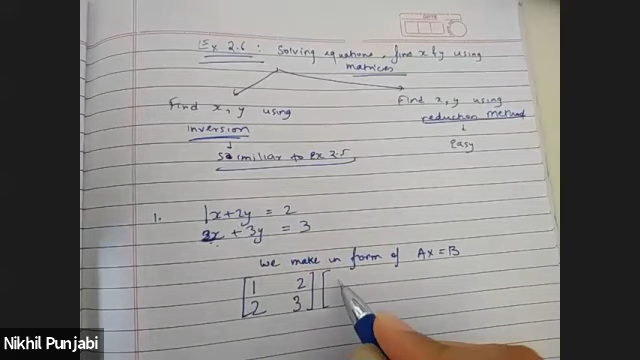 DATE
Ex 2.6 : Solving equations, find x & y using
matrices
Find x, y using
inversion
similiar to Ex 2.5
Find x, y using
reduction method
Easy
1. 1x+2y = 2
2x + 3y = 3
We make in form of AX=B
[1 2] [
[2 3]
Nikhil Punjabi